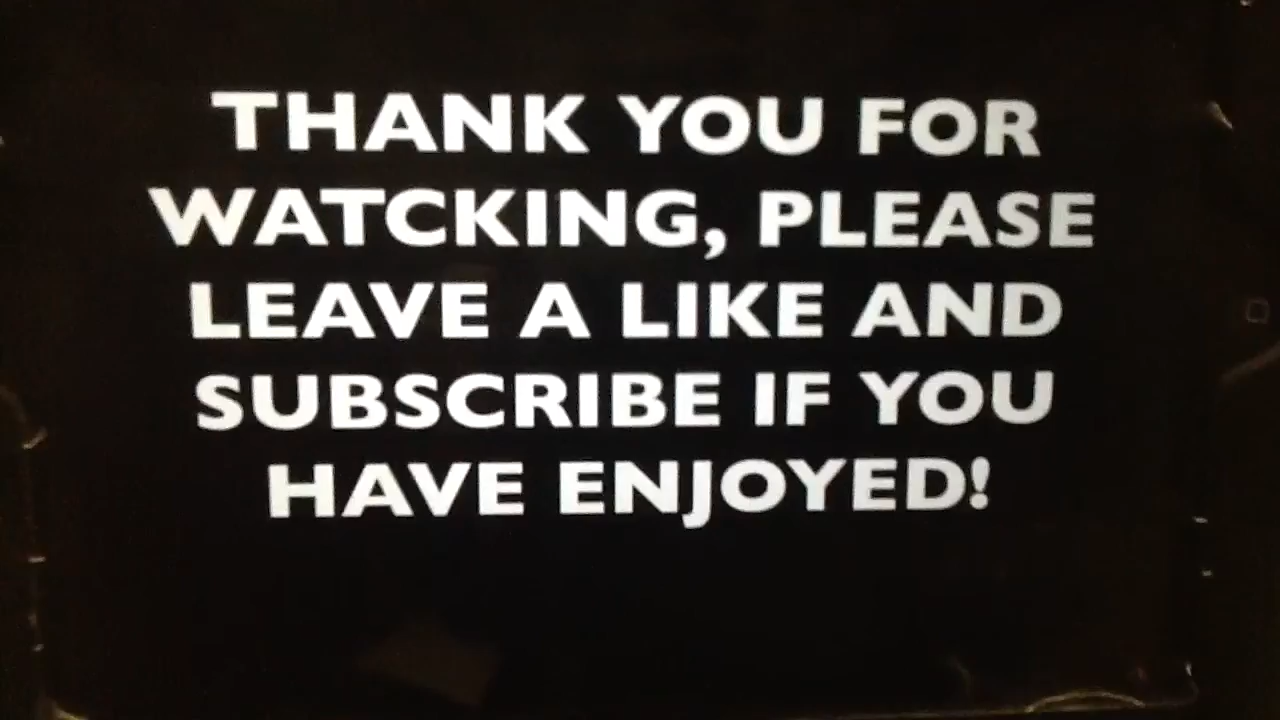 THANK YOU FOR
WATCKING, PLEASE
LEAVE A LIKE AND
SUBSCRIBE IF YOU
HAVE ENJOYED!